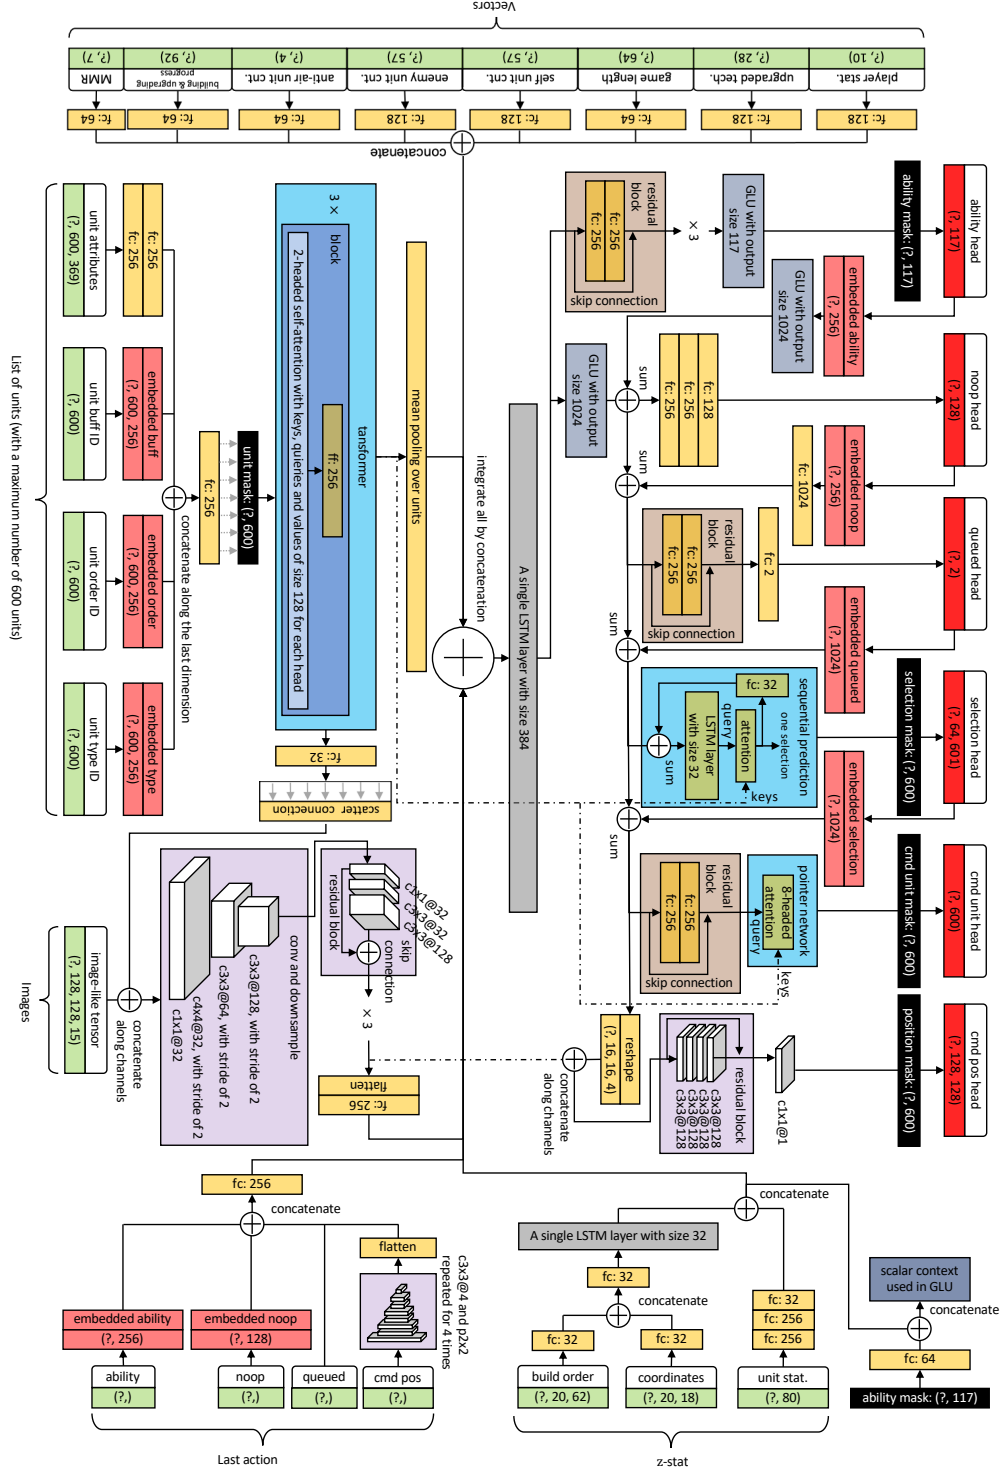 Vectors
(?, 7)
MMR
fc: 64
(?, 92)
building & upgrading
progress
fc: 64
(?, 4)
anti-air unit cnt.
fc: 64
(?, 57)
enemy unit cnt.
fc: 128
(?, 57)
self unit cnt.
fc: 128
(?, 64)
game length
fc: 64
(?, 28)
upgraded tech.
fc: 128
(?, 10)
player stat.
fc: 128
concatenate
List of units (with a maximum number of 600 units)
unit attributes
(?, 600, 369)
fc: 256
fc: 256
unit buff ID
(?, 600)
embedded buff
(?, 600, 256)
unit order ID
(?, 600)
embedded order
(?, 600, 256)
unit type ID
(?, 600)
embedded type
(?, 600, 256)
concatenate along the last dimension
fc: 256
unit mask: (?, 600)
3 ×
block
2-headed self-attention with keys, quieries and values of size 128 for each head
ff: 256
tansformer
mean pooling over units
fc: 32
scatter connection
integrate all by concatenation
A single LSTM layer with size 384
Images
image-like tensor
(?, 128, 128, 15)
concatenate
along channels
c1x1@32
c4x4@32, with stride of 2
c3x3@64, with stride of 2
c3x3@128, with stride of 2
conv and downsample
residual block
c1x1@32
c3x3@32
c3x3@128
skip
connection
× 3
flatten
fc: 256
fc: 256
fc: 256
residual
block
skip connection
× 3
GLU with output
size 117
ability mask: (?, 117)
ability head
(?, 117)
embedded ability
(?, 256)
GLU with output
size 1024
GLU with output
size 1024
sum
fc: 128
fc: 256
fc: 256
noop head
(?, 128)
embedded noop
(?, 256)
fc: 1024
sum
fc: 256
fc: 256
residual
block
skip connection
fc: 2
queued head
(?, 2)
embedded queued
(?, 1024)
sum
sequential prediction
fc: 32
one selection
attention
query
LSTM layer
with size 32
sum
keys
selection mask: (?, 600)
selection head
(?, 64, 601)
embedded selection
(?, 1024)
sum
fc: 256
fc: 256
residual
block
skip connection
pointer network
8-headed
attention
query
keys
cmd unit mask: (?, 600)
cmd unit head
(?, 600)
reshape
(?, 16, 16, 4)
concatenate
along channels
c3x3@128
c3x3@128
c3x3@128
c3x3@128
residual block
c1x1@1
position mask: (?, 600)
cmd pos head
(?, 128, 128)
fc: 256
concatenate
flatten
c3x3@4 and p2x2
repeated for 4 times
embedded ability
(?, 256)
embedded noop
(?, 128)
ability
(?,)
noop
(?,)
queued
(?,)
cmd pos
(?,)
Last action
concatenate
A single LSTM layer with size 32
fc: 32
concatenate
fc: 32
fc: 32
build order
(?, 20, 62)
coordinates
(?, 20, 18)
fc: 32
fc: 256
fc: 256
unit stat.
(?, 80)
z-stat
scalar context
used in GLU
concatenate
fc: 64
ability mask: (?, 117)